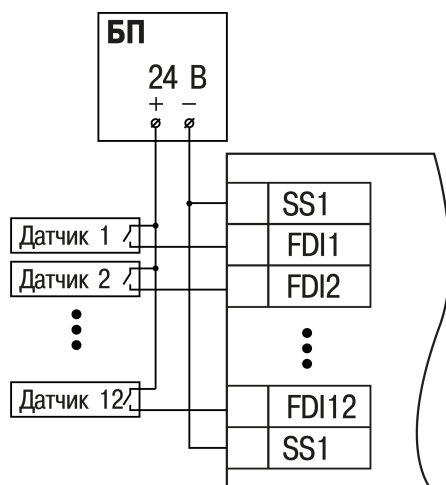 БП
24 В
+ −
SS1
Датчик 1
FDI1
Датчик 2
FDI2
Датчик 12
FDI12
SS1